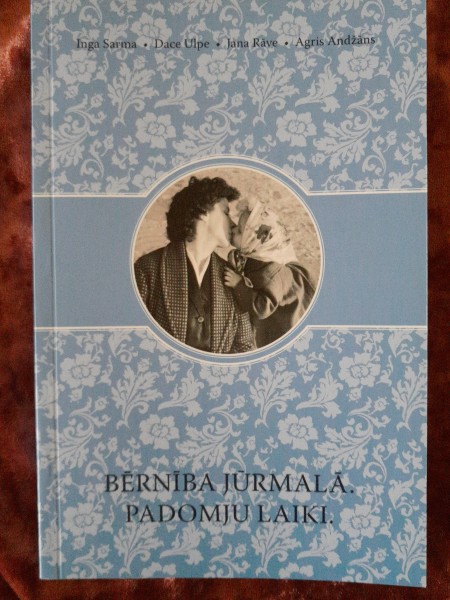 Inga Sarma • Dace Ulpe • Jana Rāve • Agris Andžāns
BĒRNĪBA JŪRMALĀ.
PADOMJU LAIKI.